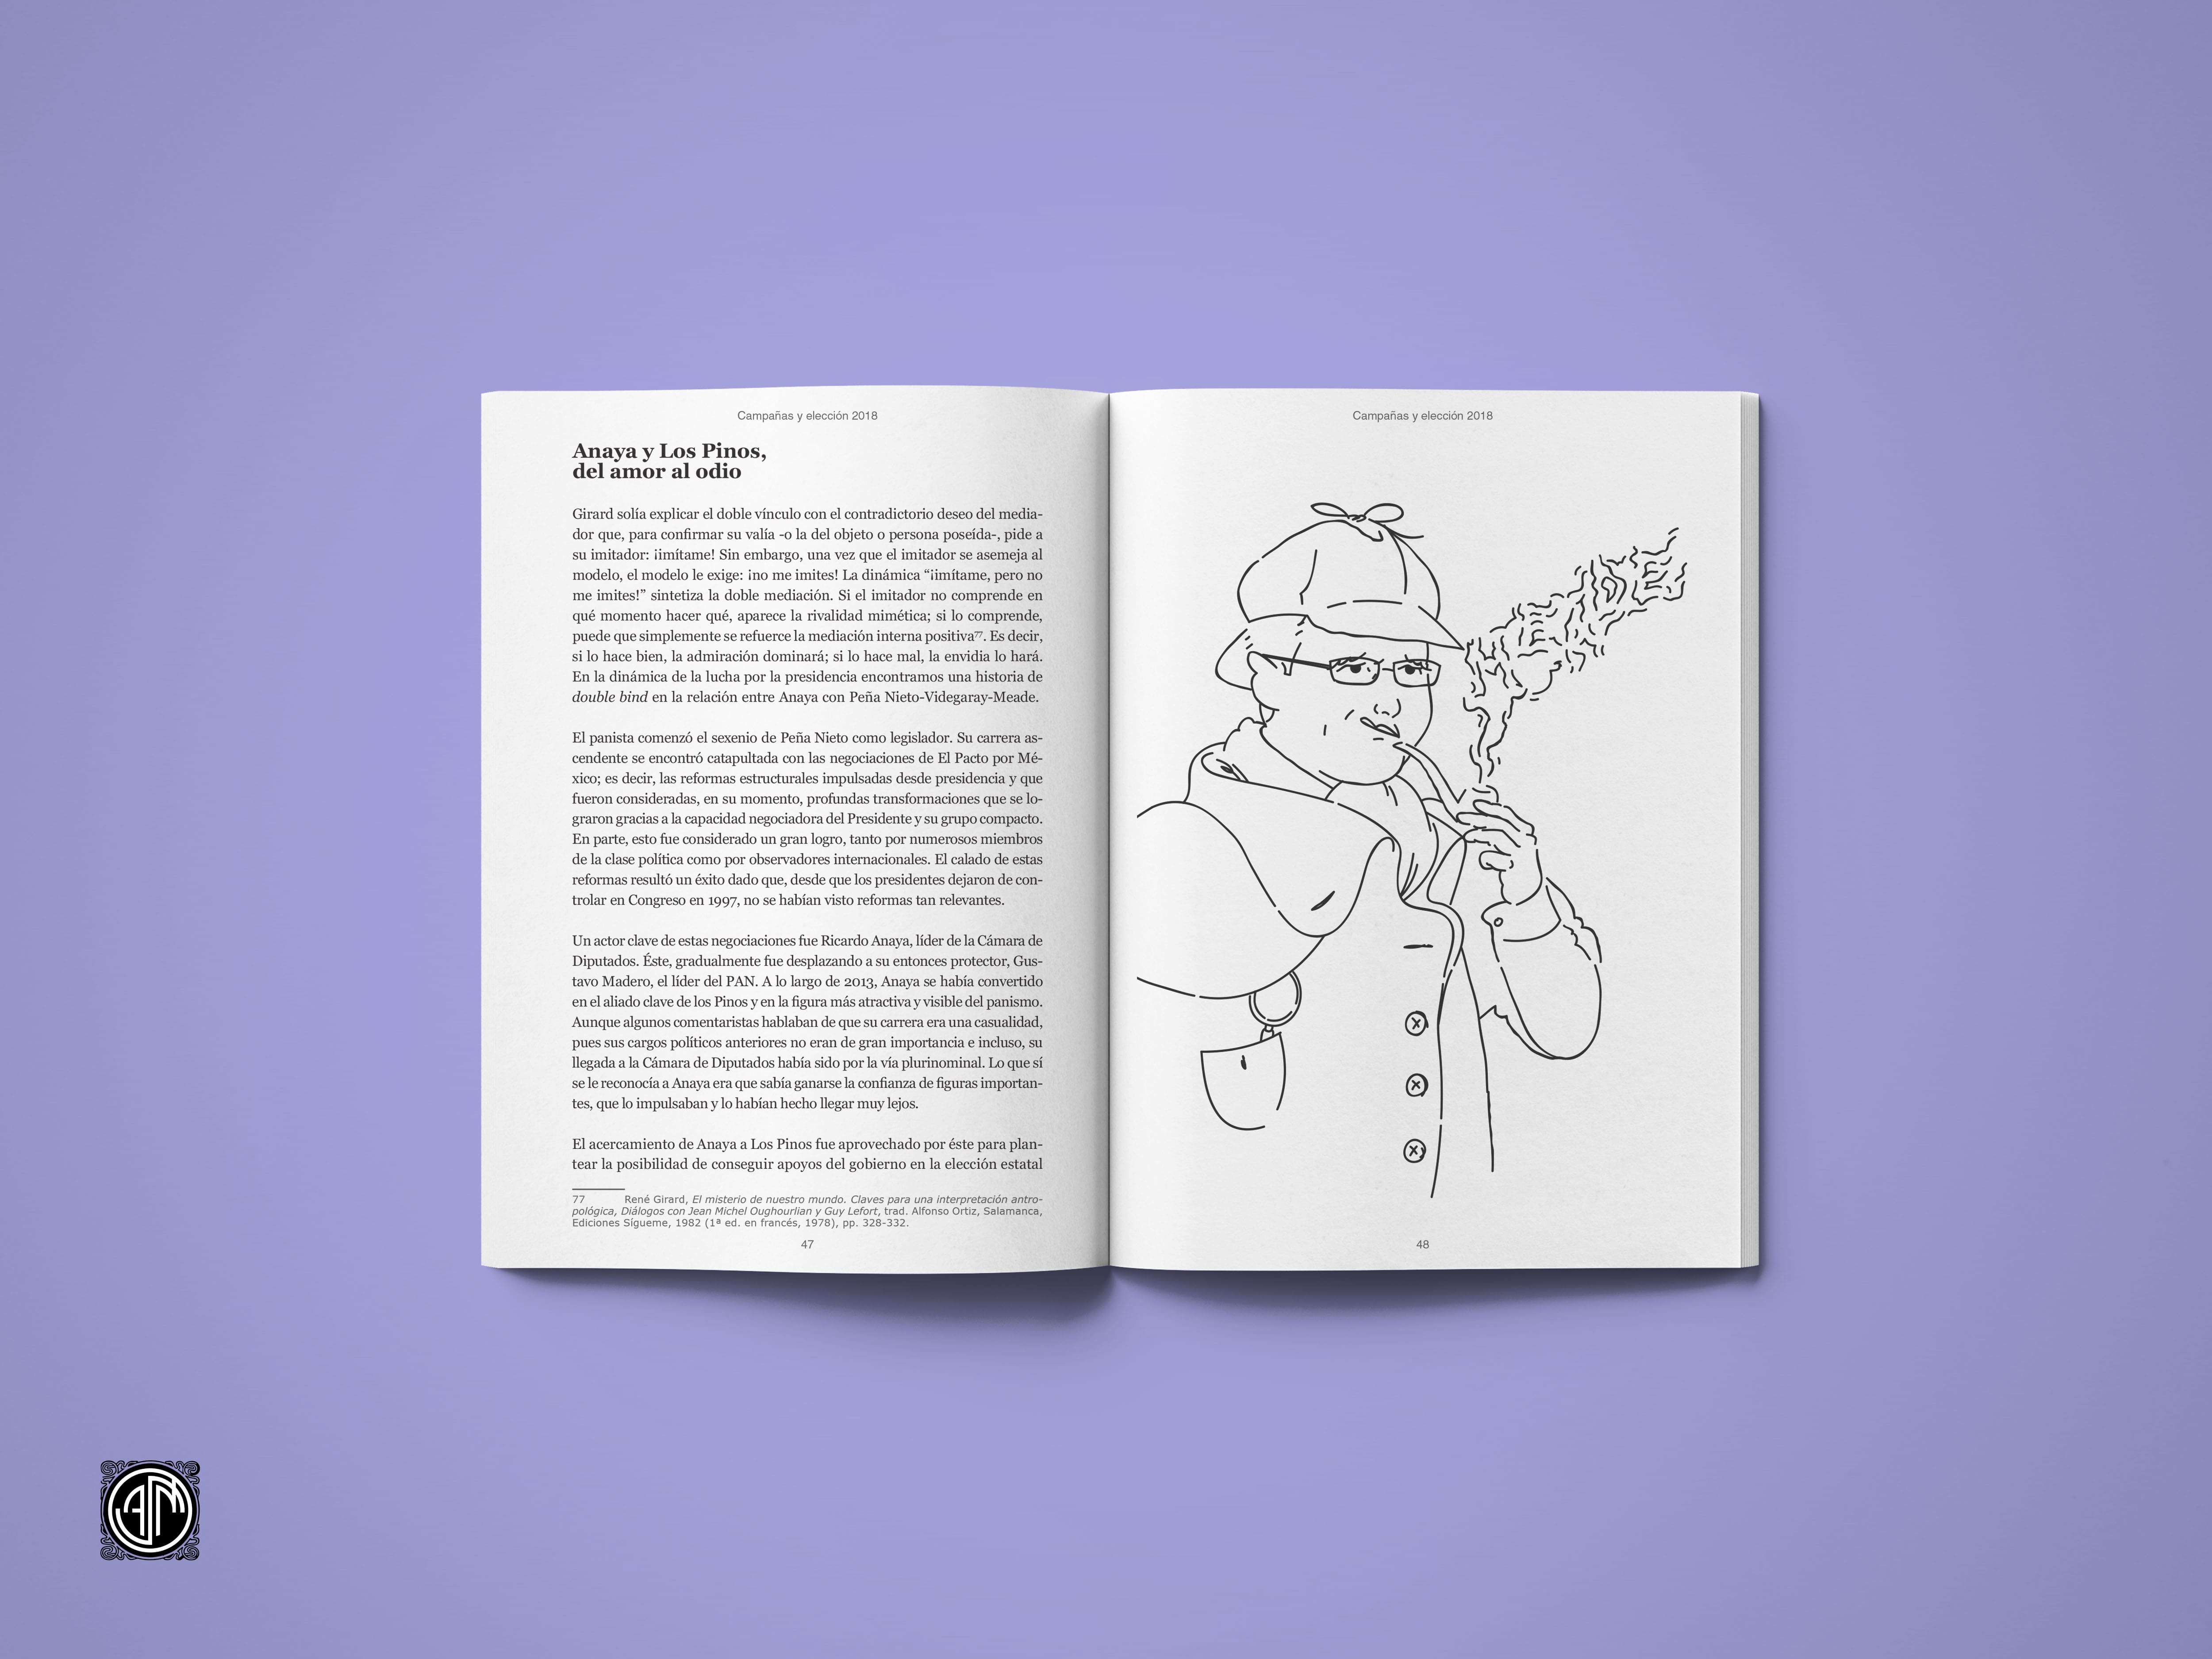 Campañas y elección 2018
Anaya y Los Pinos,
del amor al odio
Girard solía explicar el doble vínculo con el contradictorio deseo del media-
dor que, para confirmar su valía -o la del objeto o persona poseída-, pide a
su imitador: ¡imítame! Sin embargo, una vez que el imitador se asemeja al
modelo, el modelo le exige: ¡no me imites! La dinámica “¡imítame, pero no
me imites!” sintetiza la doble mediación. Si el imitador no comprende en
qué momento hacer qué, aparece la rivalidad mimética; si lo comprende,
puede que simplemente se refuerce la mediación interna positiva⁷⁷. Es decir,
si lo hace bien, la admiración dominará; si lo hace mal, la envidia lo hará.
En la dinámica de la lucha por la presidencia encontramos una historia de
double bind en la relación entre Anaya con Peña Nieto-Videgaray-Meade.
El panista comenzó el sexenio de Peña Nieto como legislador. Su carrera as-
cendente se encontró catapultada con las negociaciones de El Pacto por Mé-
xico; es decir, las reformas estructurales impulsadas desde presidencia y que
fueron consideradas, en su momento, profundas transformaciones que se lo-
graron gracias a la capacidad negociadora del Presidente y su grupo compacto.
En parte, esto fue considerado un gran logro, tanto por numerosos miembros
de la clase política como por observadores internacionales. El calado de estas
reformas resultó un éxito dado que, desde que los presidentes dejaron de con-
trolar en Congreso en 1997, no se habían visto reformas tan relevantes.
Un actor clave de estas negociaciones fue Ricardo Anaya, líder de la Cámara de
Diputados. Éste, gradualmente fue desplazando a su entonces protector, Gus-
tavo Madero, el líder del PAN. A lo largo de 2013, Anaya se había convertido
en el aliado clave de los Pinos y en la figura más atractiva y visible del panismo.
Aunque algunos comentaristas hablaban de que su carrera era una casualidad,
pues sus cargos políticos anteriores no eran de gran importancia e incluso, su
llegada a la Cámara de Diputados había sido por la vía plurinominal. Lo que sí
se le reconocía a Anaya era que sabía ganarse la confianza de figuras importan-
tes, que lo impulsaban y lo habían hecho llegar muy lejos.
El acercamiento de Anaya a Los Pinos fue aprovechado por éste para plan-
tear la posibilidad de conseguir apoyos del gobierno en la elección estatal
77 René Girard, El misterio de nuestro mundo. Claves para una interpretación antro-
pológica, Diálogos con Jean Michel Oughourlian y Guy Lefort, trad. Alfonso Ortiz, Salamanca,
Ediciones Sígueme, 1982 (1ª ed. en francés, 1978), pp. 328-332.
47
Campañas y elección 2018
MEADE
48